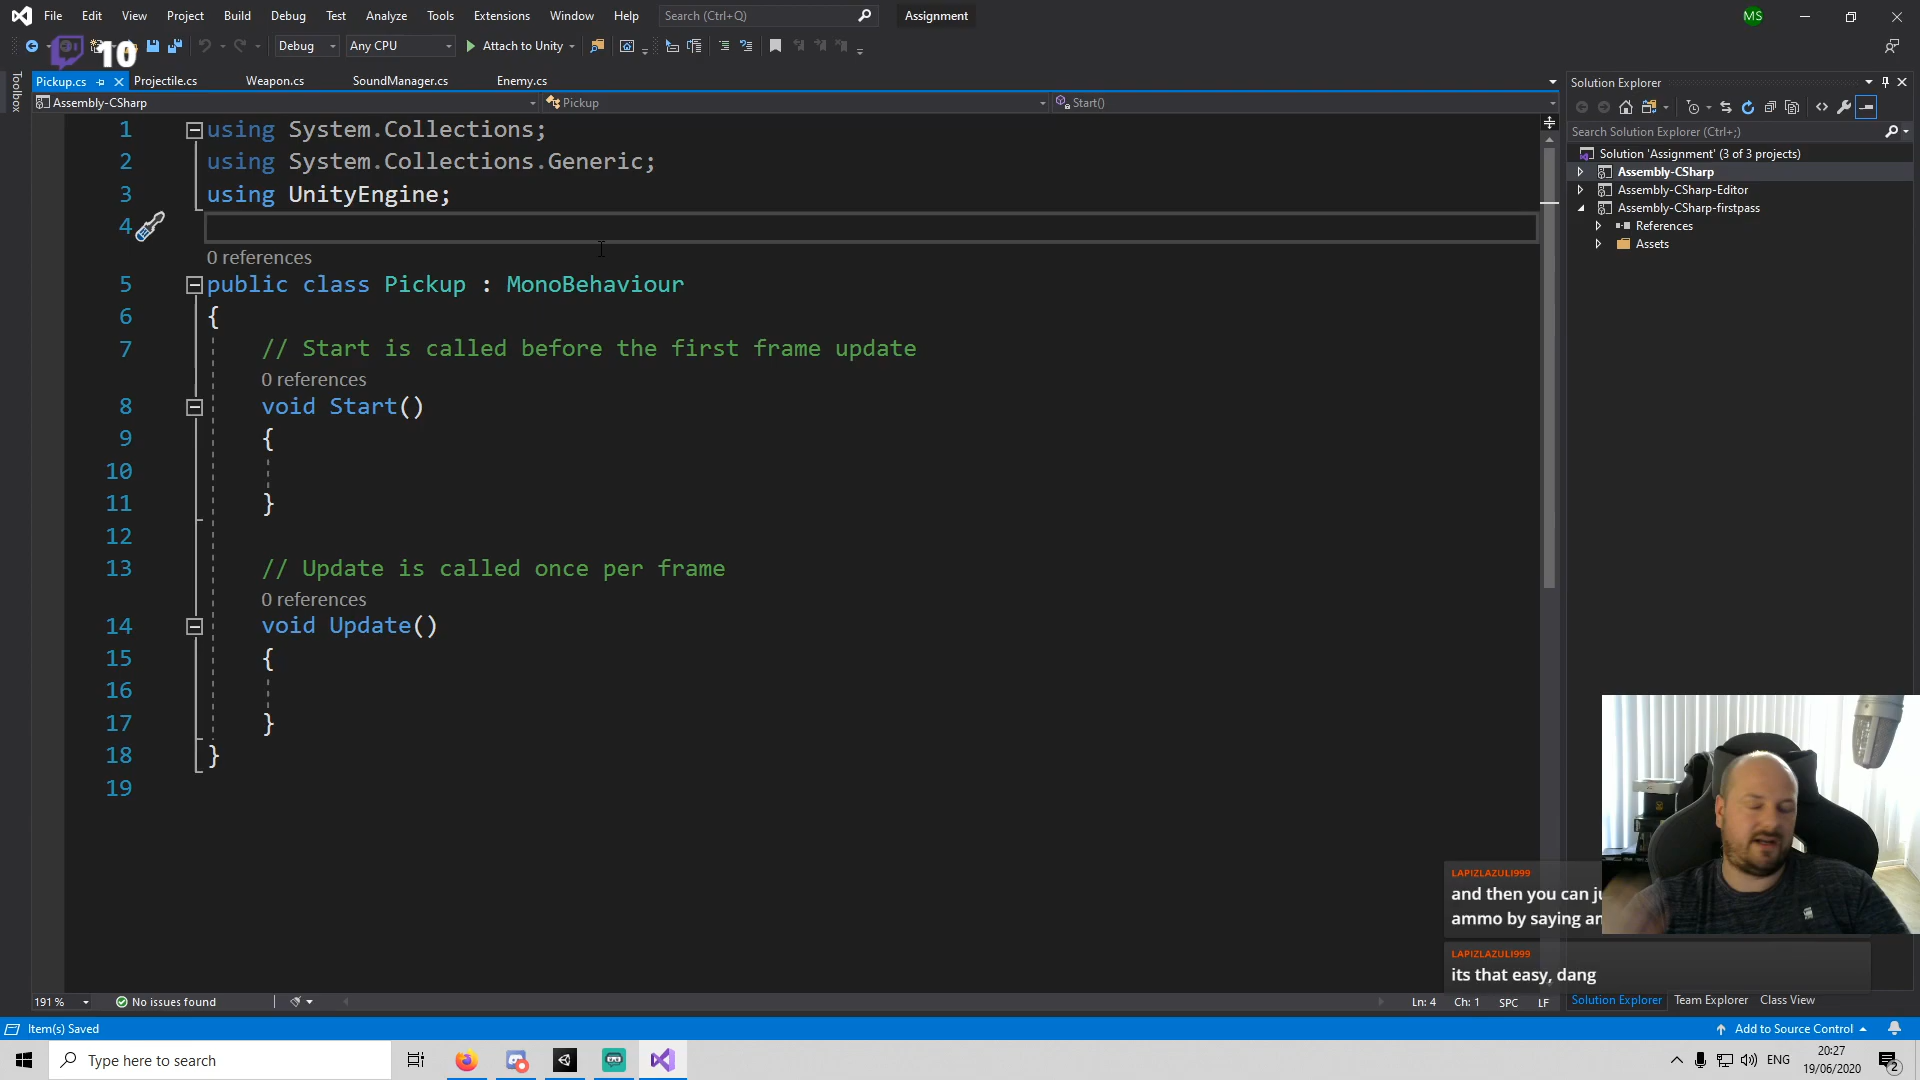 File Edit View Project Build Debug Test Analyze Tools Extensions Window Help Search (Ctrl+Q) Assignment MS
10 Debug Any CPU Attach to Unity
Toolbox
Pickup.cs Projectile.cs Weapon.cs SoundManager.cs Enemy.cs
Assembly-CSharp Pickup Start()
1 using System.Collections;
2 using System.Collections.Generic;
3 using UnityEngine;
4
0 references
5 public class Pickup : MonoBehaviour
6 {
7 // Start is called before the first frame update
0 references
8 void Start()
9 {
10
11 }
12
13 // Update is called once per frame
0 references
14 void Update()
15 {
16
17 }
18 }
19
Solution Explorer
Search Solution Explorer (Ctrl+;)
Solution 'Assignment' (3 of 3 projects)
Assembly-CSharp
Assembly-CSharp-Editor
Assembly-CSharp-firstpass
References
Assets
LAPIZLAZULI999
and then you can
ammo by saying
LAPIZLAZULI999
its that easy, dang
191 % No issues found Ln: 4 Ch: 1 SPC LF
Solution Explorer Team Explorer Class View
Item(s) Saved Add to Source Control
Type here to search ENG 20:27
19/06/2020 2